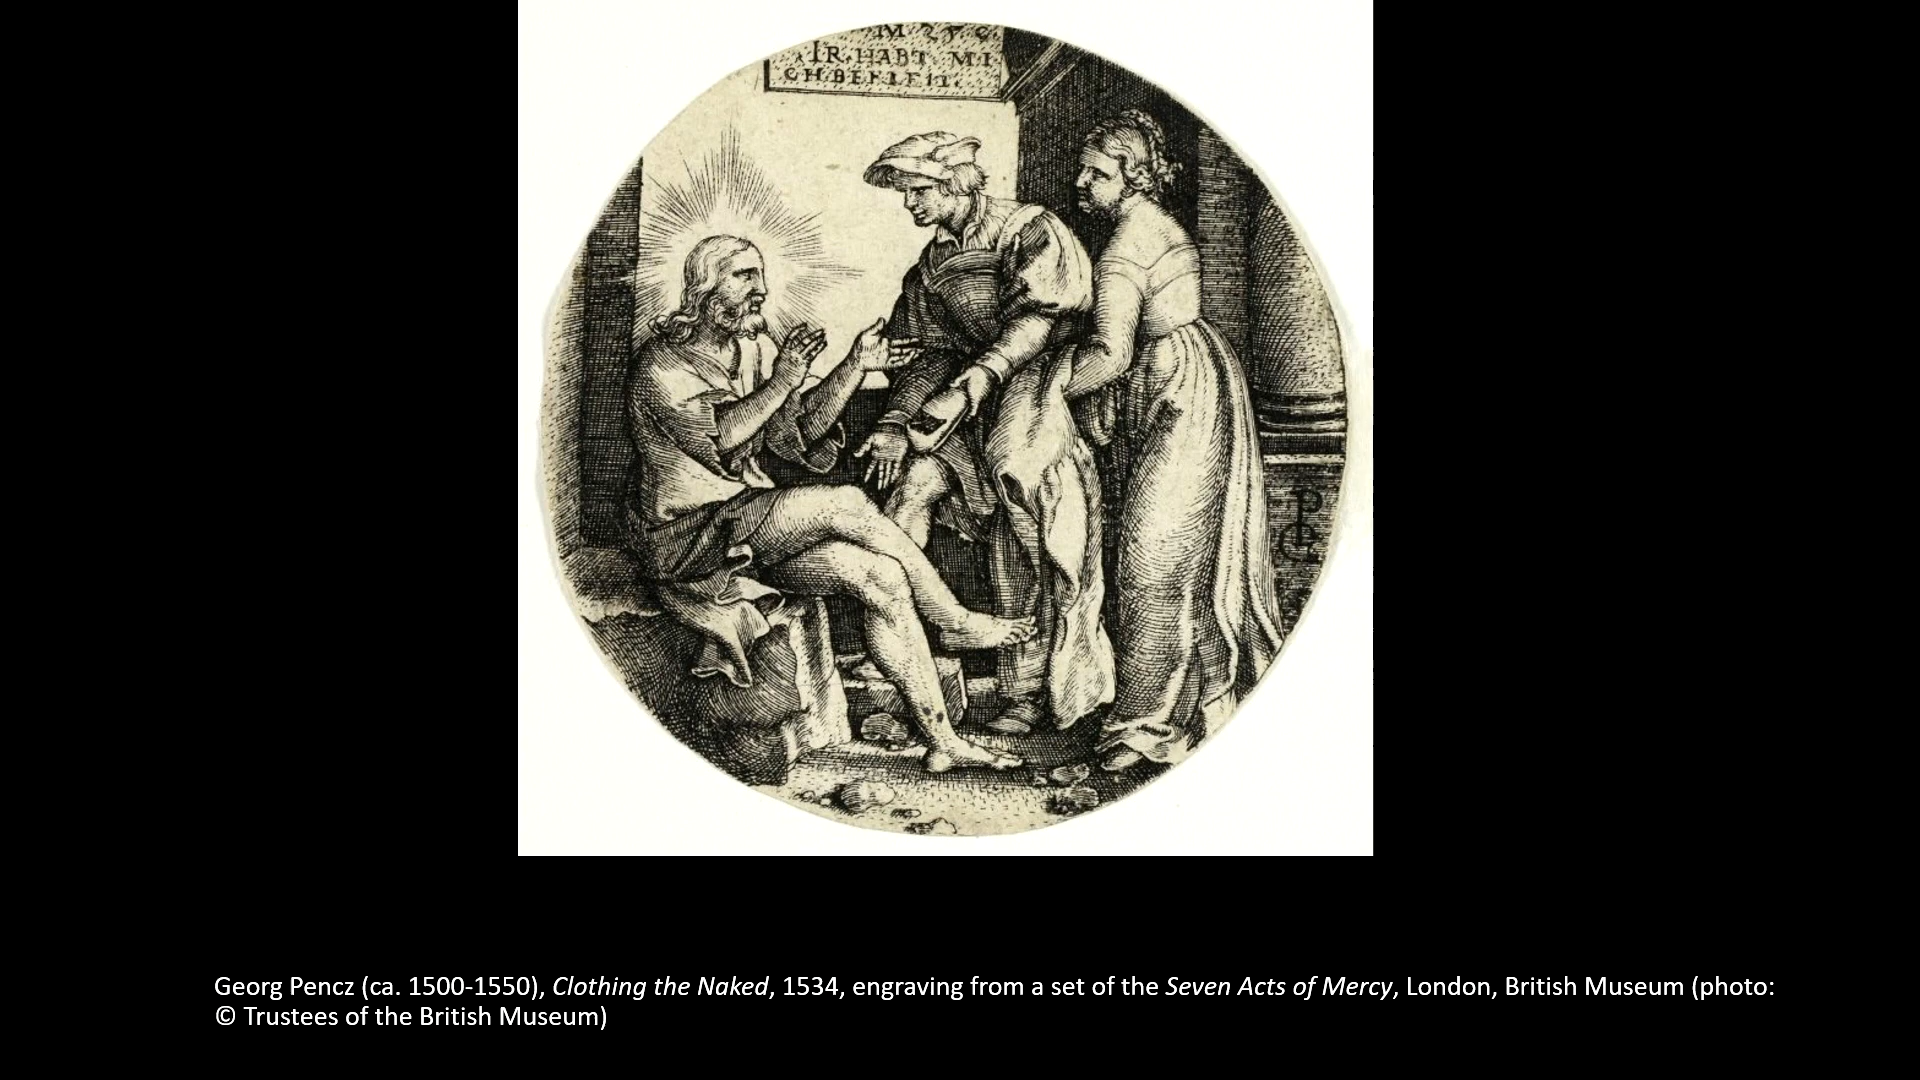 IR HABT MI
CH BEKLEIT.
PG
Georg Pencz (ca. 1500-1550), Clothing the Naked, 1534, engraving from a set of the Seven Acts of Mercy, London, British Museum (photo:
© Trustees of the British Museum)